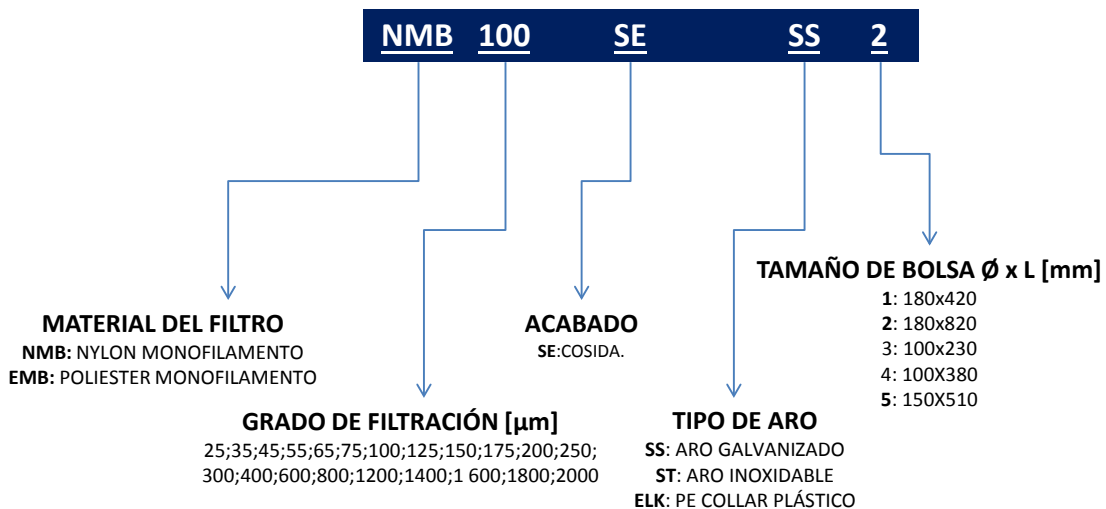 NMB 100 SE SS 2
TAMAÑO DE BOLSA Ø x L [mm]
1: 180x420
2: 180x820
3: 100x230
4: 100X380
5: 150X510
MATERIAL DEL FILTRO
NMB: NYLON MONOFILAMENTO
EMB: POLIESTER MONOFILAMENTO
ACABADO
SE:COSIDA.
GRADO DE FILTRACIÓN [µm]
25;35;45;55;65;75;100;125;150;175;200;250;
300;400;600;800;1200;1400;1 600;1800;2000
TIPO DE ARO
SS: ARO GALVANIZADO
ST: ARO INOXIDABLE
ELK: PE COLLAR PLÁSTICO